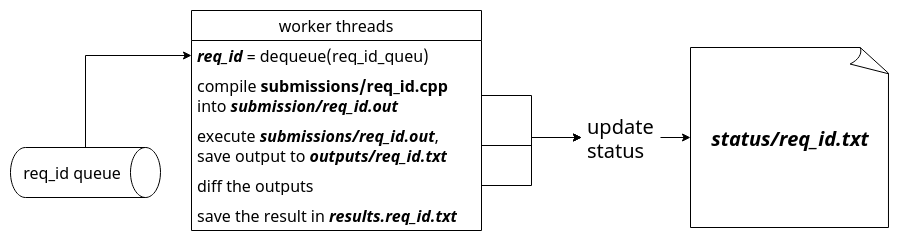 worker threads
req_id = dequeue(req_id_queu)
compile submissions/req_id.cpp
into submission/req_id.out
execute submissions/req_id.out,
save output to outputs/req_id.txt
diff the outputs
save the result in results.req_id.txt
req_id queue
update
status
status/req_id.txt